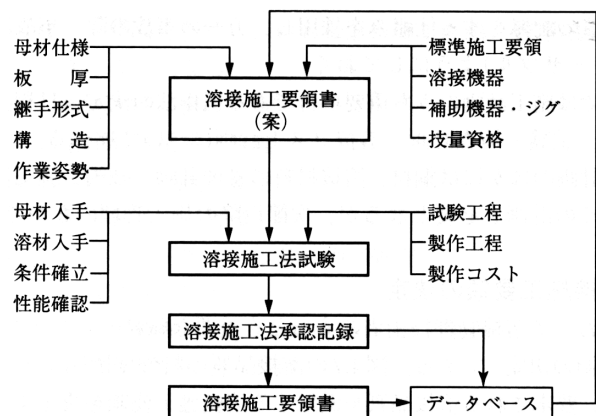 母材仕様
板　厚
継手形式
構　造
作業姿勢
溶接施工要領書
（案）
標準施工要領
溶接機器
補助機器・ジグ
技量資格
母材入手
溶材入手
条件確立
性能確認
溶接施工法試験
試験工程
製作工程
製作コスト
溶接施工法承認記録
溶接施工要領書
データベース